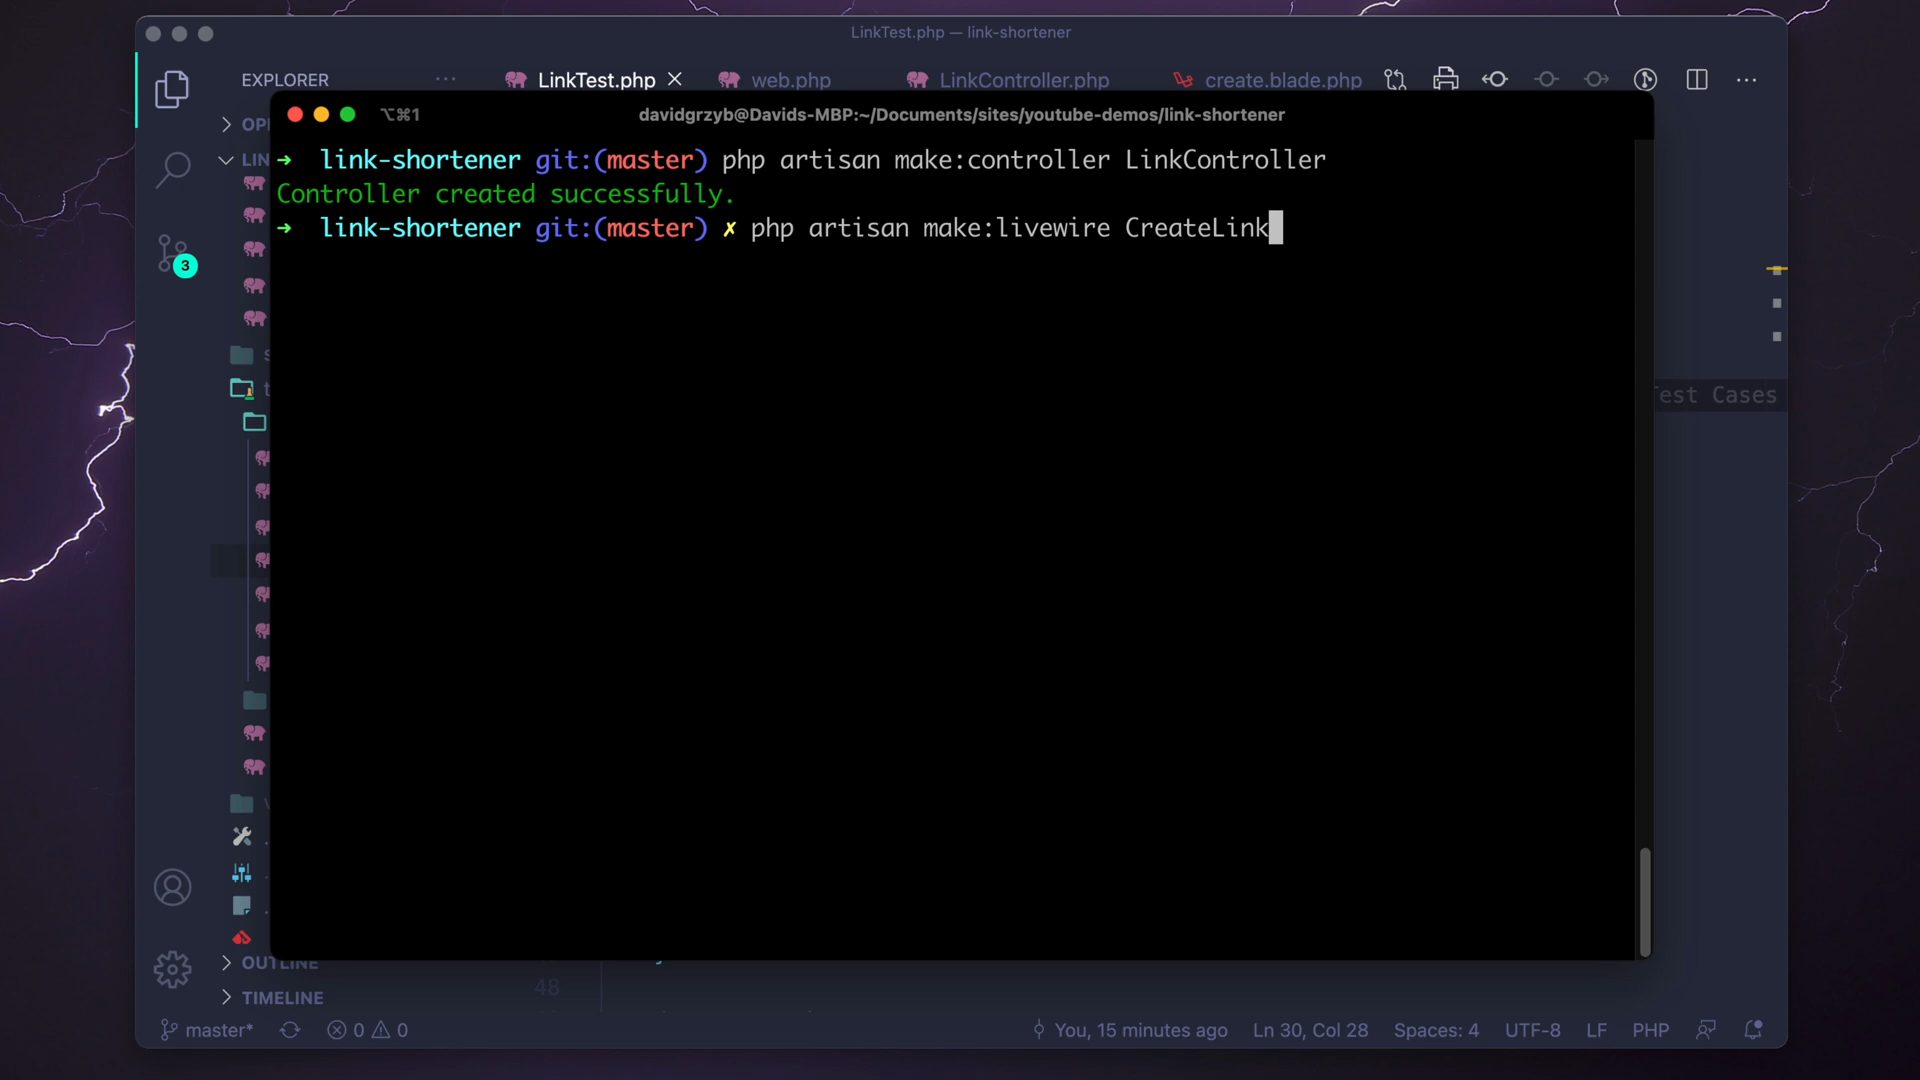 LinkTest.php — link-shortener
EXPLORER
LinkTest.php
web.php
LinkController.php
create.blade.php
⌥⌘1
davidgrzyb@Davids-MBP:~/Documents/sites/youtube-demos/link-shortener
➜ link-shortener git:(master) php artisan make:controller LinkController
Controller created successfully.
➜ link-shortener git:(master) ✗ php artisan make:livewire CreateLink
3
Test Cases
OUTLINE
48
TIMELINE
master*
0
0
You, 15 minutes ago
Ln 30, Col 28
Spaces: 4
UTF-8
LF
PHP